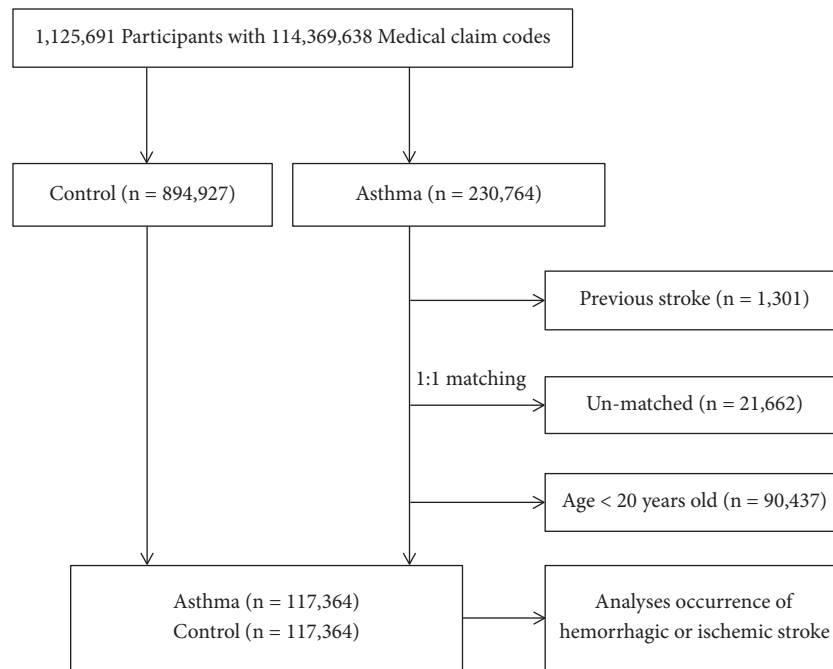 1,125,691 Participants with 114,369,638 Medical claim codes
Control (n = 894,927)
Asthma (n = 230,764)
Previous stroke (n = 1,301)
1:1 matching
Un-matched (n = 21,662)
Age < 20 years old (n = 90,437)
Asthma (n = 117,364)
Control (n = 117,364)
Analyses occurrence of
hemorrhagic or ischemic stroke